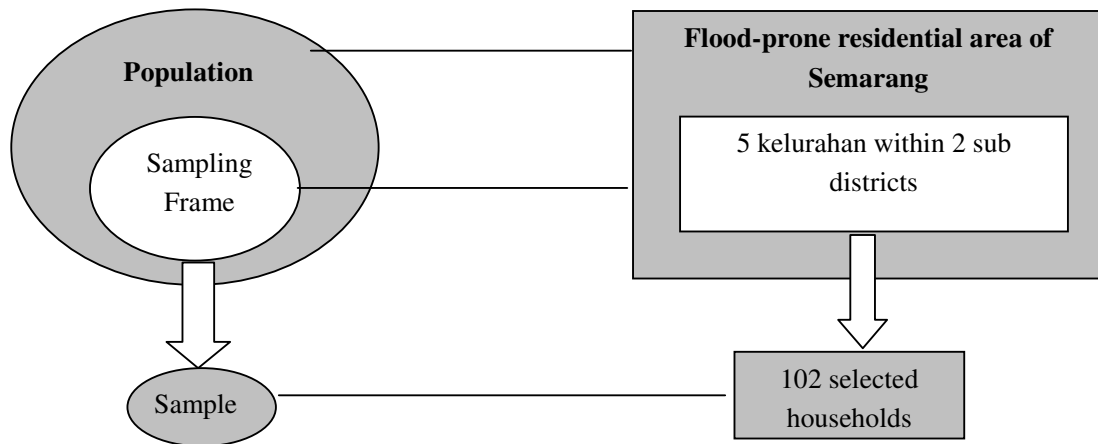 Population
Sampling
Frame
Sample
Flood-prone residential area of
Semarang
5 kelurahan within 2 sub
districts
102 selected
households